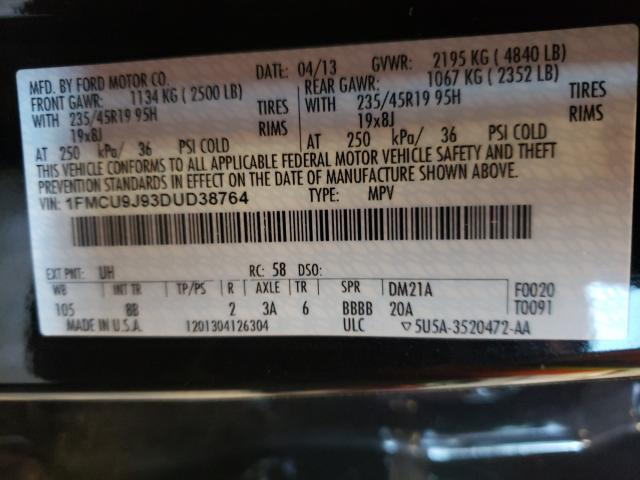 MFD. BY FORD MOTOR CO. DATE: 04/13 GVWR: 2195 KG ( 4840 LB)
FRONT GAWR: 1134 KG ( 2500 LB) REAR GAWR: 1067 KG ( 2352 LB)
WITH 235/45R19 95H TIRES WITH 235/45R19 95H TIRES
19x8J RIMS 19x8J RIMS
AT 250 kPa/ 36 PSI COLD AT 250 kPa/ 36 PSI COLD
THIS VEHICLE CONFORMS TO ALL APPLICABLE FEDERAL MOTOR VEHICLE SAFETY AND THEFT
PREVENTION STANDARDS IN EFFECT ON THE DATE OF MANUFACTURE SHOWN ABOVE.
VIN: 1FMCU9J93DUD38764 TYPE: MPV
EXT PNT: UH RC: 58 DSO:
WB INT TR TP/PS R AXLE TR SPR DM21A F0020
105 BB 2 3A 6 BBBB 20A T0091
MADE IN U.S.A. 1201304126304 ULC ▽5U5A-3520472-AA